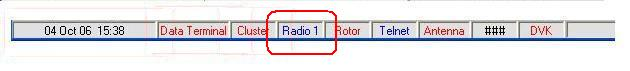 04 Oct 06 15:38 Data Terminal Cluster Radio 1 Rotor Telnet Antenna ### DVK